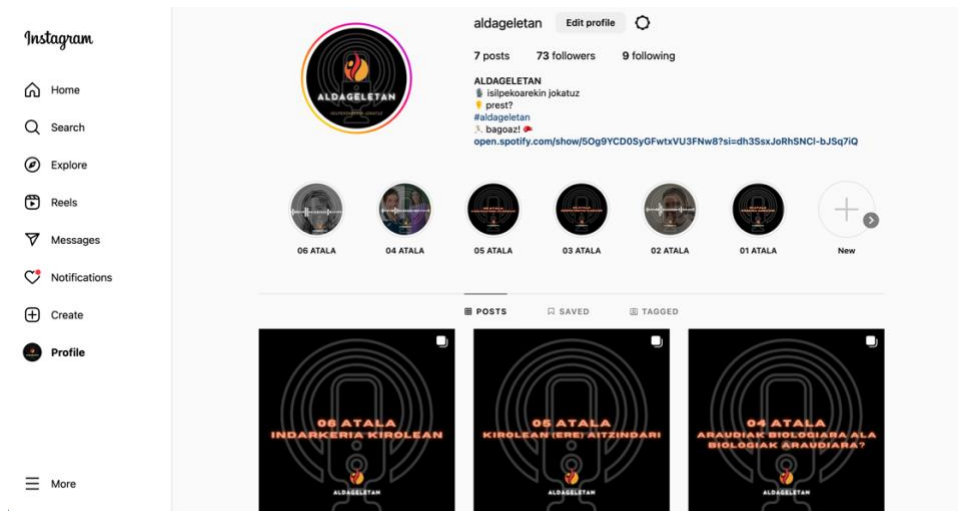 Instagram
Home
Search
Explore
Reels
Messages
Notifications
Create
Profile
More
aldageletan Edit profile
7 posts 73 followers 9 following
ALDAGELETAN
isilpekoarekin jokatuz
prest?
#aldageletan
bagoaz!
open.spotify.com/show/5Og9YCD0SyGFwtxVU3FNw8?si=dh3SsxJoRhSNCl-bJSq7iQ
ALDAGELETAN
06 ATALA 04 ATALA 05 ATALA 03 ATALA 02 ATALA 01 ATALA New
POSTS SAVED TAGGED
06 ATALA
INDARKERIA KIROLEAN
ALDAGELETAN
05 ATALA
KIROLEAN (ERE) AITZINDARI
ALDAGELETAN
04 ATALA
ARAUDIAK BIOLOGIARA ALA
BIOLOGIAK ARAUDIARA?
ALDAGELETAN